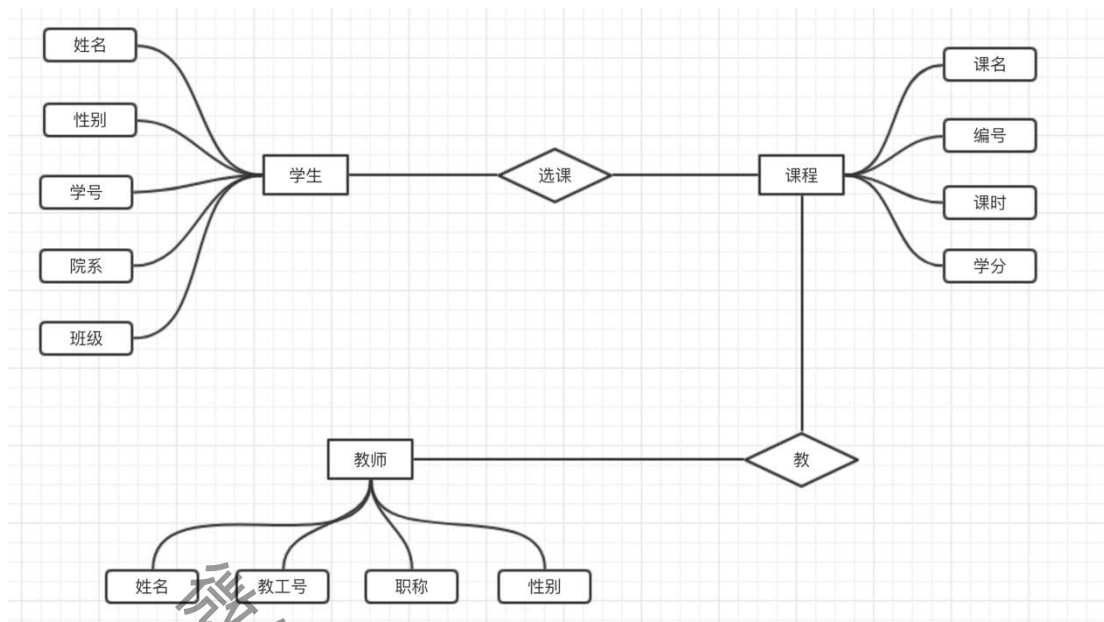 姓名
性别
学号
院系
班级
学生
选课
课程
课名
编号
课时
学分
教师
教
姓名
教工号
职称
性别
微